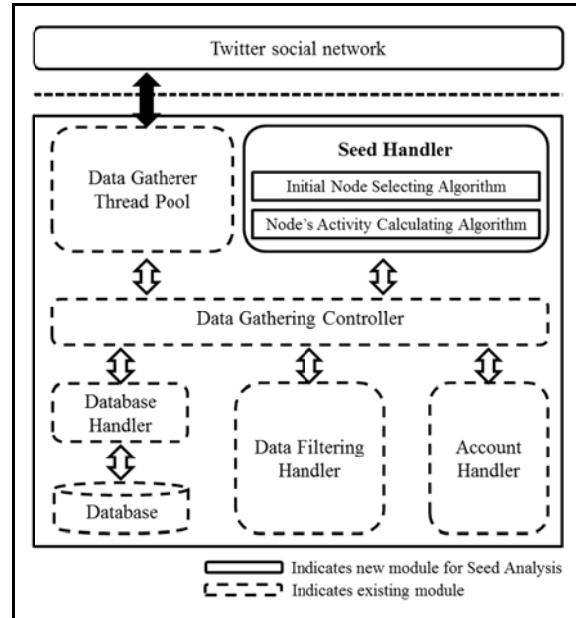 Twitter social network
Data Gatherer
Thread Pool
Seed Handler
Initial Node Selecting Algorithm
Node's Activity Calculating Algorithm
Data Gathering Controller
Database
Handler
Data Filtering
Handler
Account
Handler
Database
Indicates new module for Seed Analysis
Indicates existing module